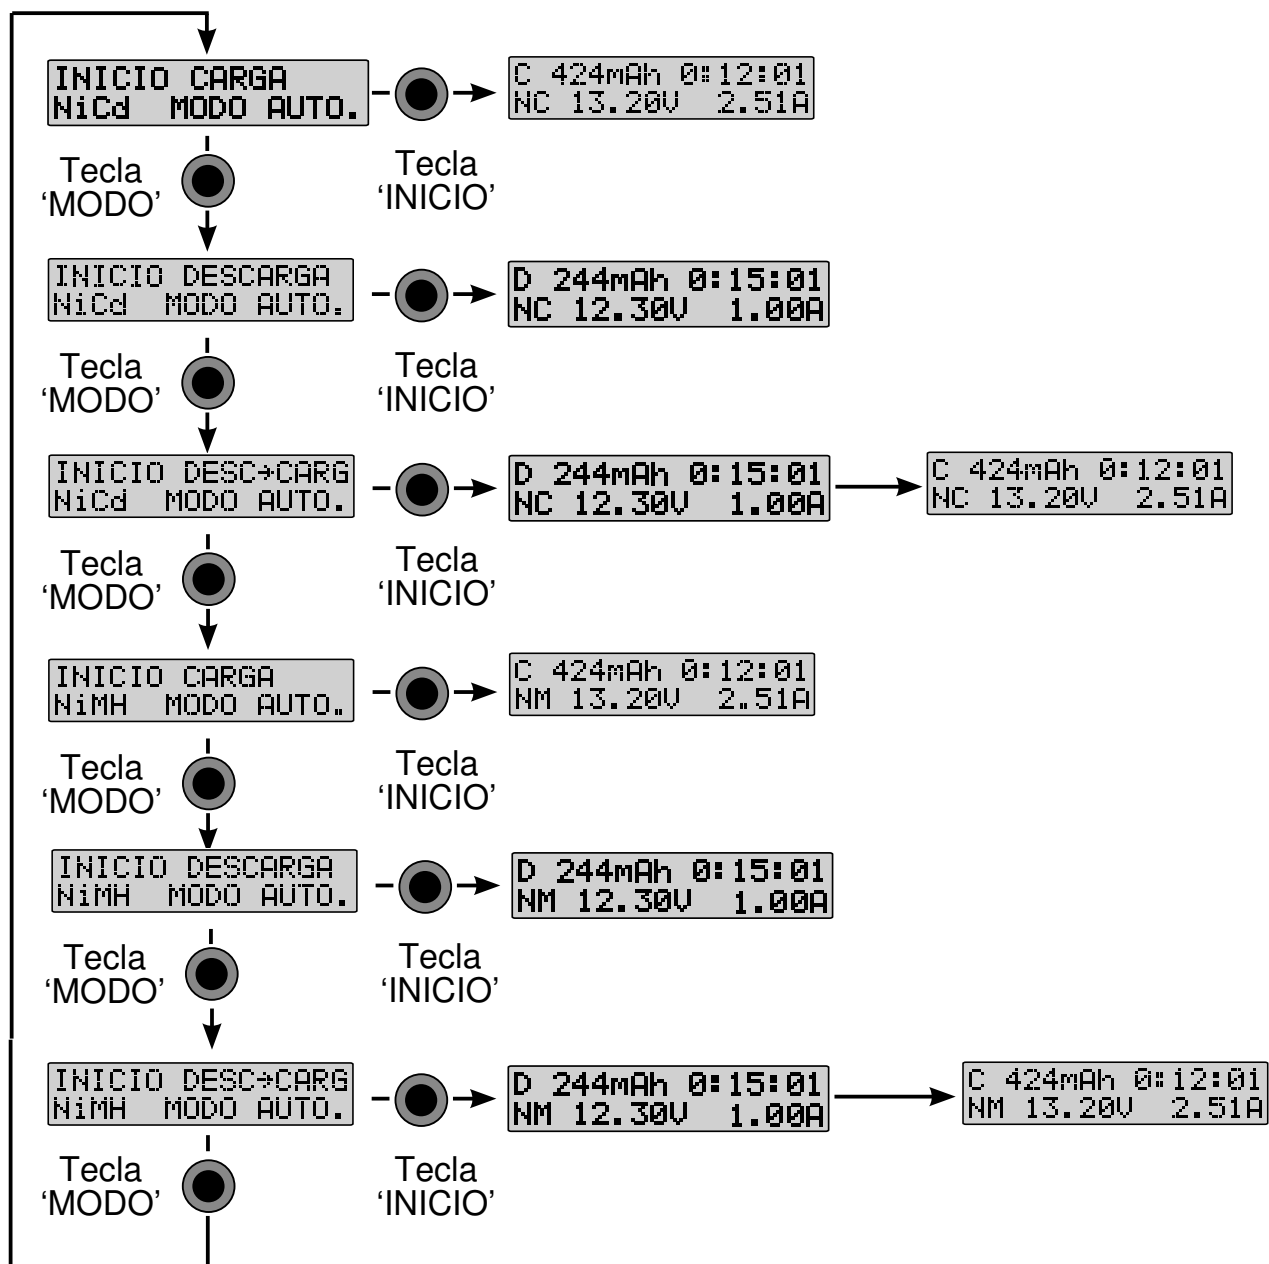 INICIO CARGA
NiCd MODO AUTO.
C 424mAh 0:12:01
NC 13.20V 2.51A
Tecla
'MODO'
Tecla
'INICIO'
INICIO DESCARGA
NiCd MODO AUTO.
D 244mAh 0:15:01
NC 12.30V 1.00A
Tecla
'MODO'
Tecla
'INICIO'
INICIO DESC→CARG
NiCd MODO AUTO.
D 244mAh 0:15:01
NC 12.30V 1.00A
C 424mAh 0:12:01
NC 13.20V 2.51A
Tecla
'MODO'
Tecla
'INICIO'
INICIO CARGA
NiMH MODO AUTO.
C 424mAh 0:12:01
NM 13.20V 2.51A
Tecla
'MODO'
Tecla
'INICIO'
INICIO DESCARGA
NiMH MODO AUTO.
D 244mAh 0:15:01
NM 12.30V 1.00A
Tecla
'MODO'
Tecla
'INICIO'
INICIO DESC→CARG
NiMH MODO AUTO.
D 244mAh 0:15:01
NM 12.30V 1.00A
C 424mAh 0:12:01
NM 13.20V 2.51A
Tecla
'MODO'
Tecla
'INICIO'